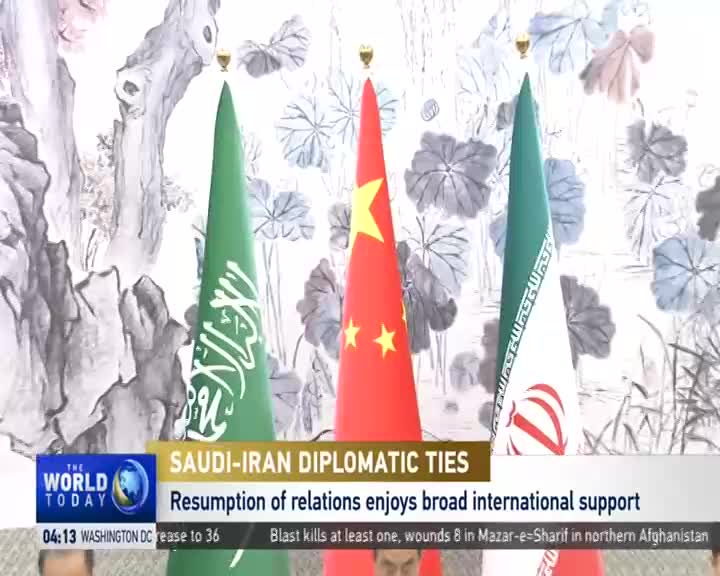 SAUDI-IRAN DIPLOMATIC TIES
THE
WORLD
TODAY
Resumption of relations enjoys broad international support
04:13 WASHINGTON DC rease to 36 Blast kills at least one, wounds 8 in Mazar-e=Sharif in northern Afghanistan